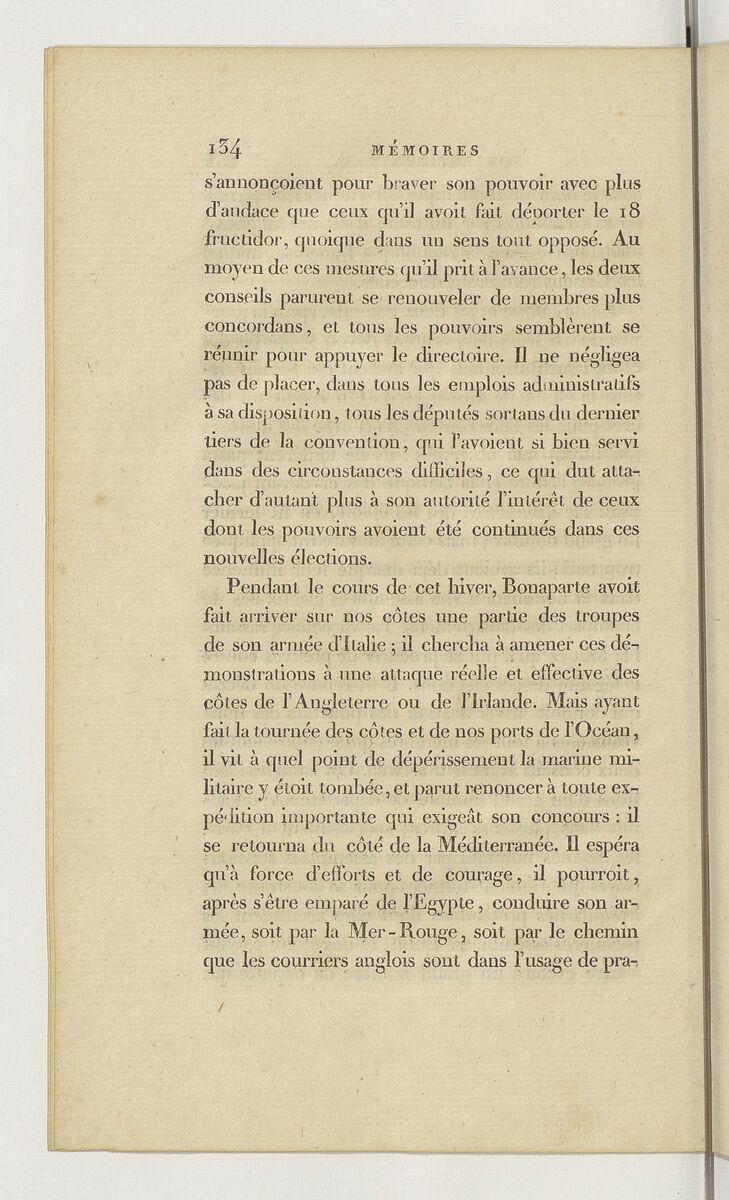 134 MÉMOIRES
s'annonçoient pour braver son pouvoir avec plus
d'audace que ceux qu'il avoit fait déporter le 18
fructidor, quoique dans un sens tout opposé. Au
moyen de ces mesures qu'il prit à l'avance, les deux
conseils parurent se renouveler de membres plus
concordans, et tous les pouvoirs semblèrent se
réunir pour appuyer le directoire. Il ne négligea
pas de placer, dans tous les emplois administratifs
à sa disposition, tous les députés sortans du dernier
tiers de la convention, qui l'avoient si bien servi
dans des circonstances difficiles, ce qui dut atta-
cher d'autant plus à son autorité l'intérêt de ceux
dont les pouvoirs avoient été continués dans ces
nouvelles élections.
Pendant le cours de cet hiver, Bonaparte avoit
fait arriver sur nos côtes une partie des troupes
de son armée d'Italie ; il chercha à amener ces dé-
monstrations à une attaque réelle et effective des
côtes de l'Angleterre ou de l'Irlande. Mais ayant
fait la tournée des côtes et de nos ports de l'Océan,
il vit à quel point de dépérissement la marine mi-
litaire y étoit tombée, et parut renoncer à toute ex-
pédition importante qui exigeât son concours : il
se retourna du côté de la Méditerranée. Il espéra
qu'à force d'efforts et de courage, il pourroit,
après s'être emparé de l'Egypte, conduire son ar-
mée, soit par la Mer-Rouge, soit par le chemin
que les courriers anglois sont dans l'usage de pra-